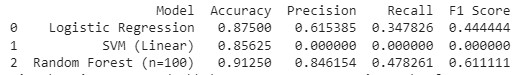 Model Accuracy Precision Recall F1 Score
0 Logistic Regression 0.87500 0.615385 0.347826 0.444444
1 SVM (Linear) 0.85625 0.000000 0.000000 0.000000
2 Random Forest (n=100) 0.91250 0.846154 0.478261 0.611111